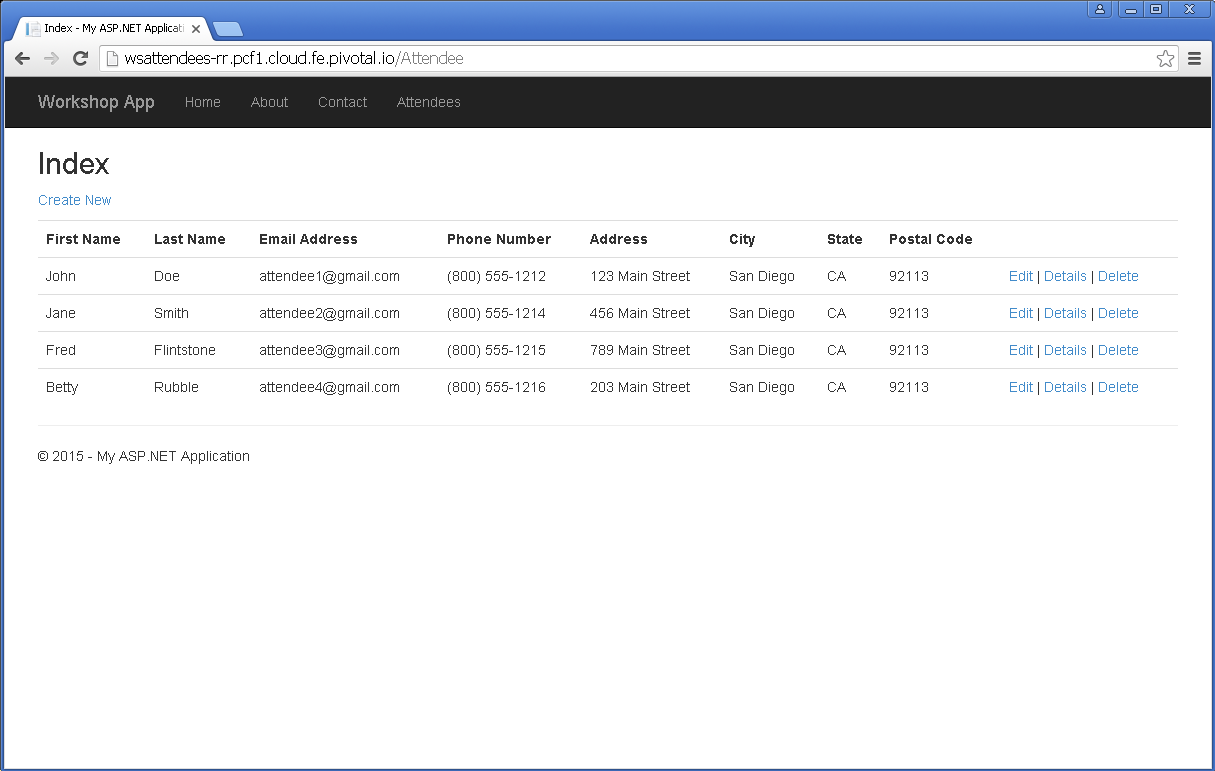 Index - My ASP.NET Applicati
wsattendees-rr.pcf1.cloud.fe.pivotal.io/Attendee
Workshop App Home About Contact Attendees
Index
Create New
First Name Last Name Email Address Phone Number Address City State Postal Code
John Doe attendee1@gmail.com (800) 555-1212 123 Main Street San Diego CA 92113 Edit | Details | Delete
Jane Smith attendee2@gmail.com (800) 555-1214 456 Main Street San Diego CA 92113 Edit | Details | Delete
Fred Flintstone attendee3@gmail.com (800) 555-1215 789 Main Street San Diego CA 92113 Edit | Details | Delete
Betty Rubble attendee4@gmail.com (800) 555-1216 203 Main Street San Diego CA 92113 Edit | Details | Delete
© 2015 - My ASP.NET Application